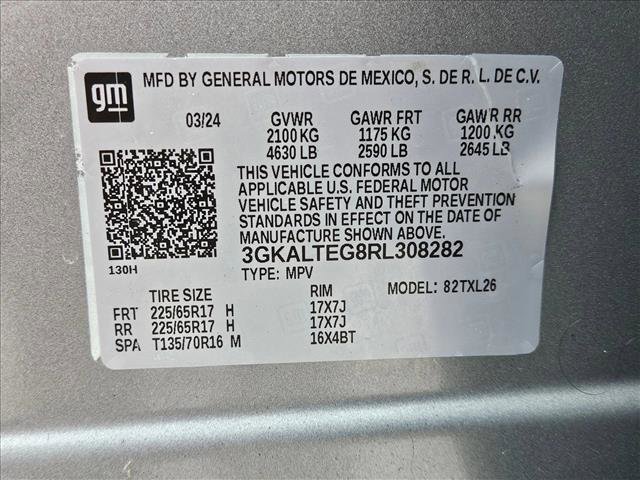 gm
MFD BY GENERAL MOTORS DE MEXICO, S. DE R. L. DE C.V.
03/24 GVWR GAWR FRT GAWR RR
2100 KG 1175 KG 1200 KG
4630 LB 2590 LB 2645 LB
THIS VEHICLE CONFORMS TO ALL
APPLICABLE U.S. FEDERAL MOTOR
VEHICLE SAFETY AND THEFT PREVENTION
STANDARDS IN EFFECT ON THE DATE OF
MANUFACTURE SHOWN ABOVE.
3GKALTEG8RL308282
130H
TYPE: MPV MODEL: 82TXL26
TIRE SIZE RIM
FRT 225/65R17 H 17X7J
RR 225/65R17 H 17X7J
SPA T135/70R16 M 16X4BT